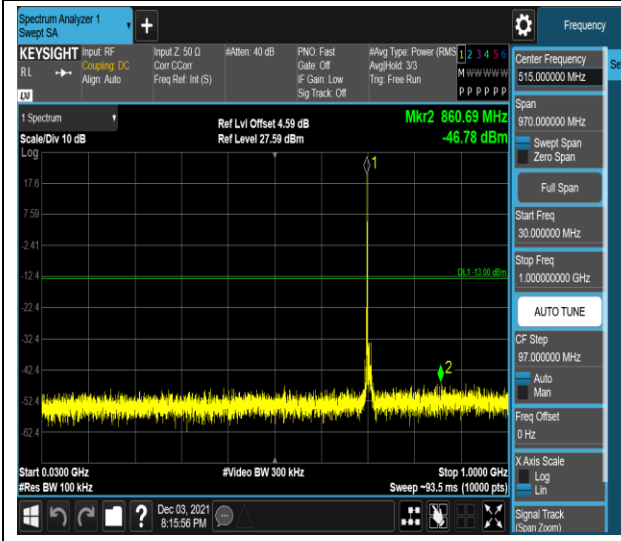 Spectrum Analyzer 1
Swept SA
Frequency
KEYSIGHT
RL
LXI
Input: RF
Coupling: DC
Align: Auto
Input Z: 50 Ω
Corr CCorr
Freq Ref: Int (S)
#Atten: 40 dB
PNO: Fast
Gate: Off
IF Gain: Low
Sig Track: Off
#Avg Type: Power (RMS
Avg|Hold: 3/3
Trig: Free Run
1 2 3 4 5 6
M W W W W W
P P P P P P
1 Spectrum
Scale/Div 10 dB
Log
Ref Lvl Offset 4.59 dB
Ref Level 27.59 dBm
Mkr2 860.69 MHz
-46.78 dBm
1
17.6
7.59
-2.41
-12.4
DL1 -13.00 dBm
-22.4
-32.4
-42.4
2
-52.4
-62.4
Start 0.0300 GHz
#Res BW 100 kHz
#Video BW 300 kHz
Stop 1.0000 GHz
Sweep ~93.5 ms (10000 pts)
?
Dec 03, 2021
8:15:56 PM
Center Frequency
515.000000 MHz
Se
Span
970.000000 MHz
Swept Span
Zero Span
Full Span
Start Freq
30.000000 MHz
Stop Freq
1.000000000 GHz
AUTO TUNE
CF Step
97.000000 MHz
Auto
Man
Freq Offset
0 Hz
X Axis Scale
Log
Lin
Signal Track
(Span Zoom)